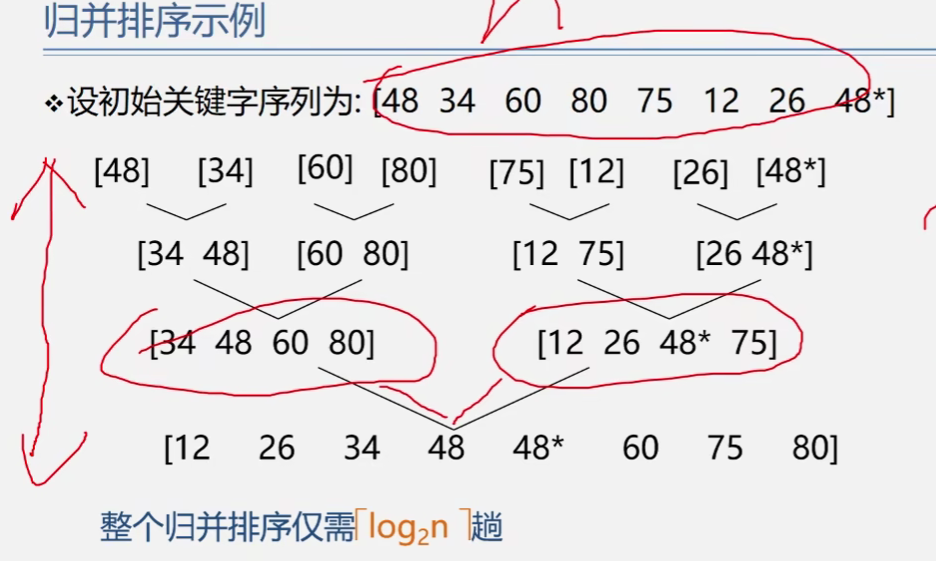 归并排序示例
❖设初始关键字序列为: [48 34 60 80 75 12 26 48*]
[48] [34] [60] [80] [75] [12] [26] [48*]
[34 48] [60 80] [12 75] [26 48*]
[34 48 60 80] [12 26 48* 75]
[12 26 34 48 48* 60 75 80]
整个归并排序仅需⌈log₂n⌉趟